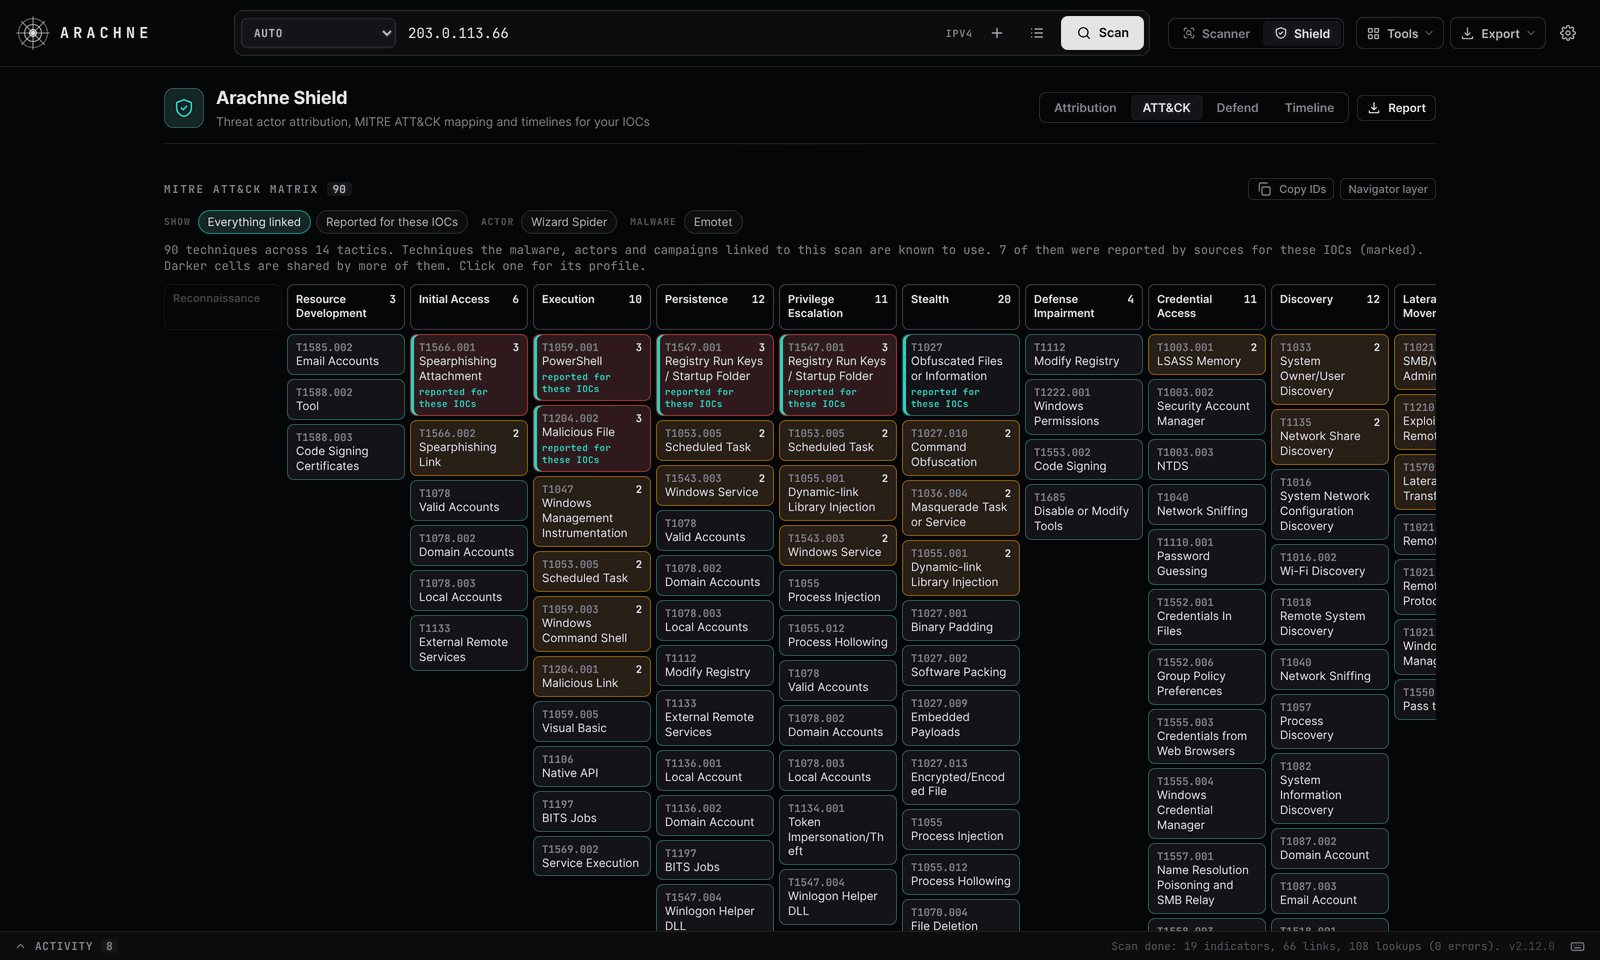 ARACHNE
AUTO
203.0.113.66
IPV4
Scan
Scanner
Shield
Tools
Export
Arachne Shield
Threat actor attribution, MITRE ATT&CK mapping and timelines for your IOCs
Attribution
ATT&CK
Defend
Timeline
Report
MITRE ATT&CK MATRIX 90
Copy IDs
Navigator layer
SHOW
Everything linked
Reported for these IOCs
ACTOR
Wizard Spider
MALWARE
Emotet
90 techniques across 14 tactics. Techniques the malware, actors and campaigns linked to this scan are known to use. 7 of them were reported by sources for these IOCs (marked).
Darker cells are shared by more of them. Click one for its profile.
Reconnaissance
Resource Development 3
T1585.002
Email Accounts
T1588.002
Tool
T1588.003
Code Signing
Certificates
Initial Access 6
T1566.001 3
Spearphishing
Attachment
reported for
these IOCs
T1566.002 2
Spearphishing
Link
T1078
Valid Accounts
T1078.002
Domain Accounts
T1078.003
Local Accounts
T1133
External Remote
Services
Execution 10
T1059.001 3
PowerShell
reported for
these IOCs
T1204.002 3
Malicious File
reported for
these IOCs
T1047 2
Windows
Management
Instrumentation
T1053.005 2
Scheduled Task
T1059.003 2
Windows
Command Shell
T1204.001 2
Malicious Link
T1059.005
Visual Basic
T1106
Native API
T1197
BITS Jobs
T1569.002
Service Execution
Persistence 12
T1547.001 3
Registry Run Keys
/ Startup Folder
reported for
these IOCs
T1053.005 2
Scheduled Task
T1543.003 2
Windows Service
T1078
Valid Accounts
T1078.002
Domain Accounts
T1078.003
Local Accounts
T1112
Modify Registry
T1133
External Remote
Services
T1136.001
Local Account
T1136.002
Domain Account
T1197
BITS Jobs
T1547.004
Winlogon Helper
DLL
Privilege Escalation 11
T1547.001 3
Registry Run Keys
/ Startup Folder
reported for
these IOCs
T1053.005 2
Scheduled Task
T1055.001 2
Dynamic-link
Library Injection
T1543.003 2
Windows Service
T1055
Process Injection
T1055.012
Process Hollowing
T1078
Valid Accounts
T1078.002
Domain Accounts
T1078.003
Local Accounts
T1134.001
Token
Impersonation/Th
eft
T1547.004
Winlogon Helper
DLL
Stealth 20
T1027
Obfuscated Files
or Information
reported for
these IOCs
T1027.010 2
Command
Obfuscation
T1036.004 2
Masquerade Task
or Service
T1055.001 2
Dynamic-link
Library Injection
T1027.001
Binary Padding
T1027.002
Software Packing
T1027.009
Embedded
Payloads
T1027.013
Encrypted/Encod
ed File
T1055
Process Injection
T1055.012
Process Hollowing
T1070.004
File Deletion
Defense Impairment 4
T1112
Modify Registry
T1222.001
Windows
Permissions
T1553.002
Code Signing
T1685
Disable or Modify
Tools
Credential Access 11
T1003.001 2
LSASS Memory
T1003.002
Security Account
Manager
T1003.003
NTDS
T1040
Network Sniffing
T1110.001
Password
Guessing
T1552.001
Credentials In
Files
T1552.006
Group Policy
Preferences
T1555.003
Credentials from
Web Browsers
T1555.004
Windows
Credential
Manager
T1557.001
Name Resolution
Poisoning and
SMB Relay
Discovery 12
T1033 2
System
Owner/User
Discovery
T1135 2
Network Share
Discovery
T1016
System Network
Configuration
Discovery
T1016.002
Wi-Fi Discovery
T1018
Remote System
Discovery
T1040
Network Sniffing
T1057
Process
Discovery
T1082
System
Information
Discovery
T1087.002
Domain Account
T1087.003
Email Account
Latera
Mover
T1021
SMB/
Admin
T1210
Exploi
Remot
T1570
Latera
Transf
T1021
Remot
T1021
Remot
Protoc
T1021
Windo
Manag
T1550
Pass t
ACTIVITY 8
Scan done: 19 indicators, 66 links, 108 lookups (0 errors). v2.12.0